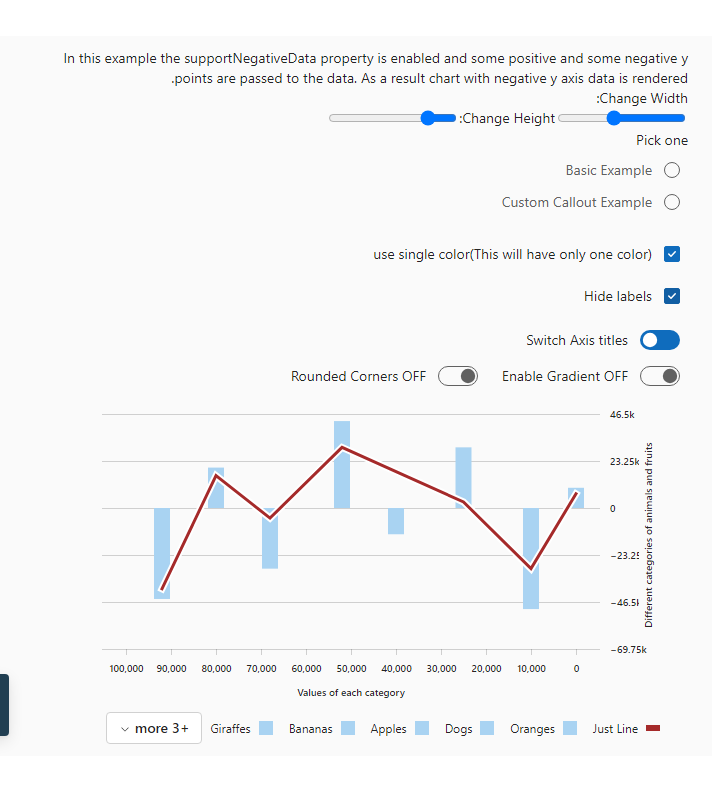 In this example the supportNegativeData property is enabled and some positive and some negative y
.points are passed to the data. As a result chart with negative y axis data is rendered
:Change Width
:Change Height
Pick one
Basic Example
Custom Callout Example
use single color(This will have only one color)
Hide labels
Switch Axis titles
Rounded Corners OFF Enable Gradient OFF
46.5k
23.25k
0
−23.25
−46.5k
−69.75k
Different categories of animals and fruits
100,000 90,000 80,000 70,000 60,000 50,000 40,000 30,000 20,000 10,000 0
Values of each category
more 3+ Giraffes Bananas Apples Dogs Oranges Just Line